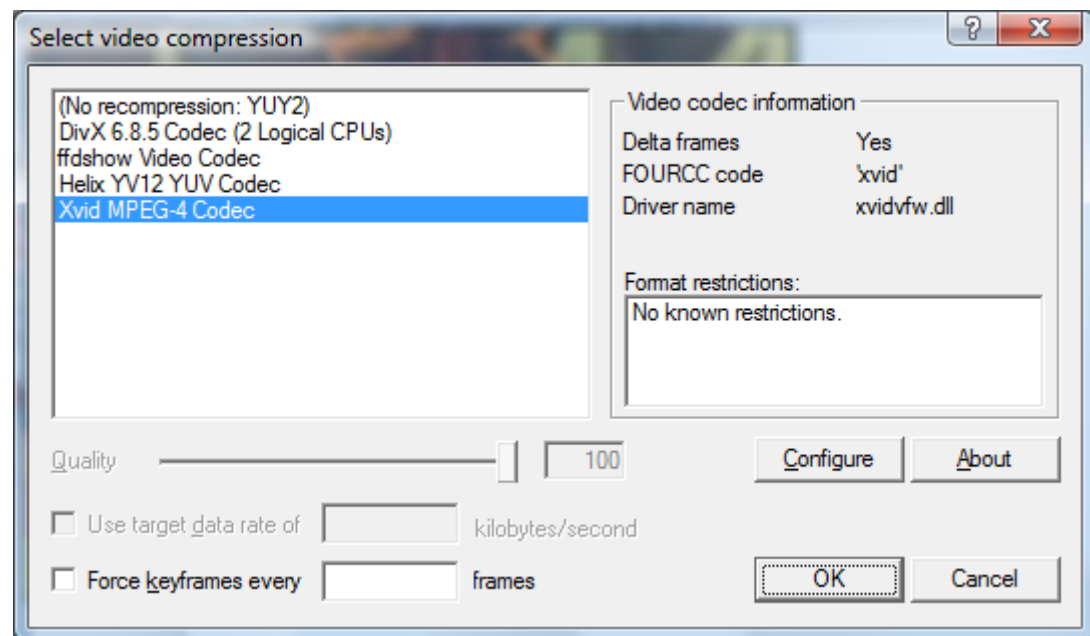 Select video compression
(No recompression: YUY2)
DivX 6.8.5 Codec (2 Logical CPUs)
ffdshow Video Codec
Helix YV12 YUV Codec
Xvid MPEG-4 Codec
Video codec information
Delta frames Yes
FOURCC code 'xvid'
Driver name xvidvfw.dll
Format restrictions:
No known restrictions.
Quality 100
Configure About
Use target data rate of kilobytes/second
Force keyframes every frames
OK Cancel